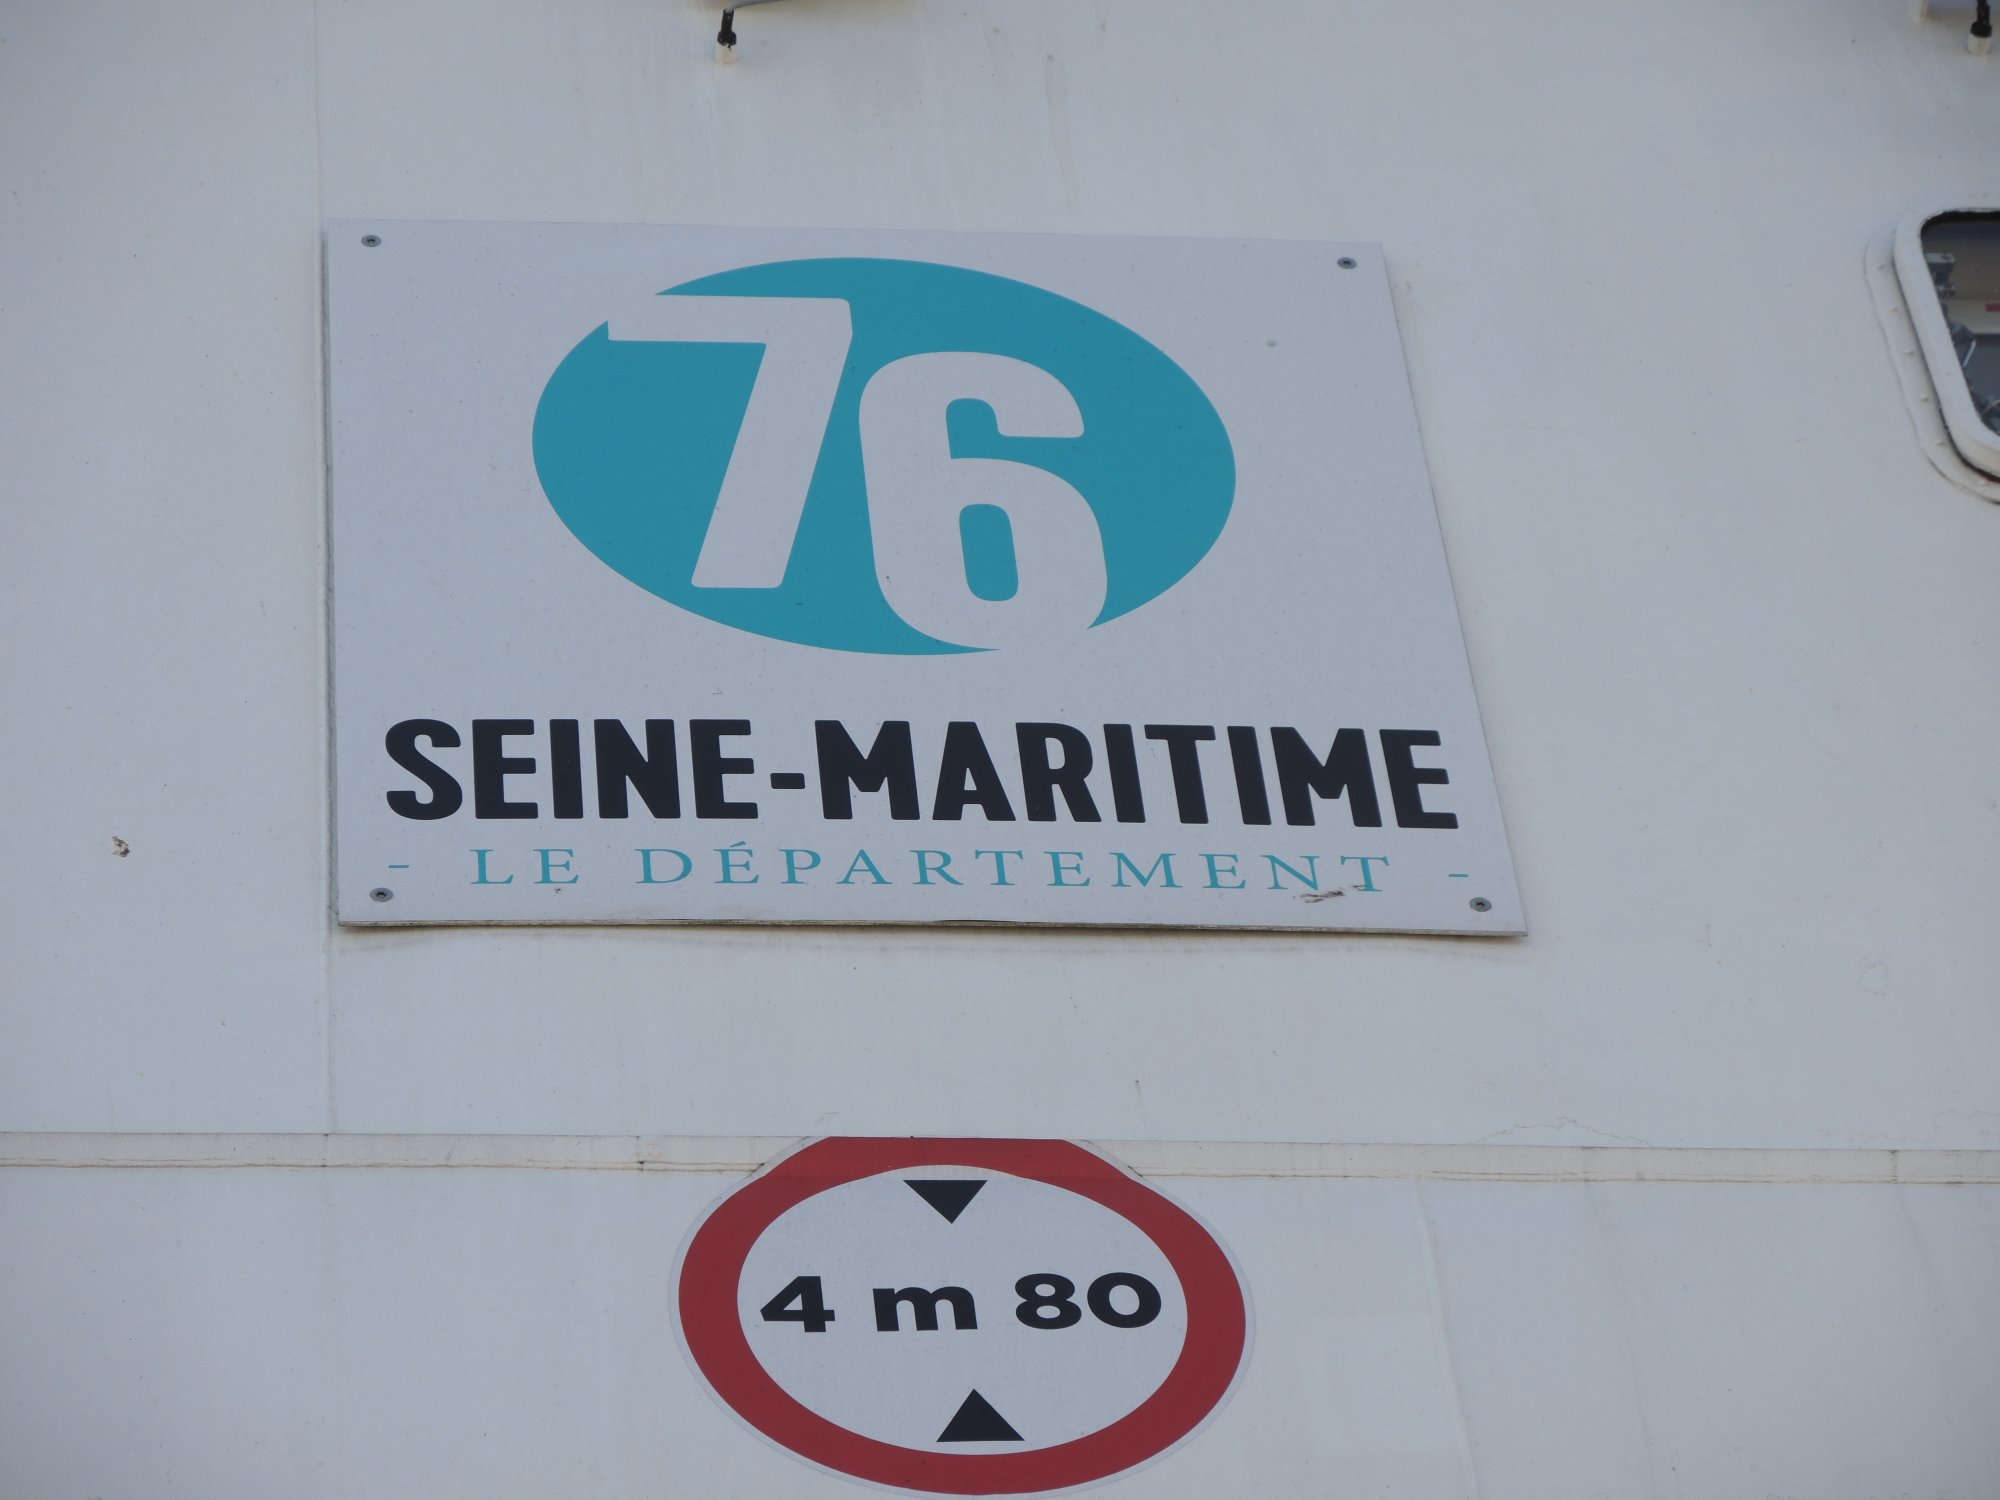 76
SEINE-MARITIME
- LE DÉPARTEMENT -
4 m 80